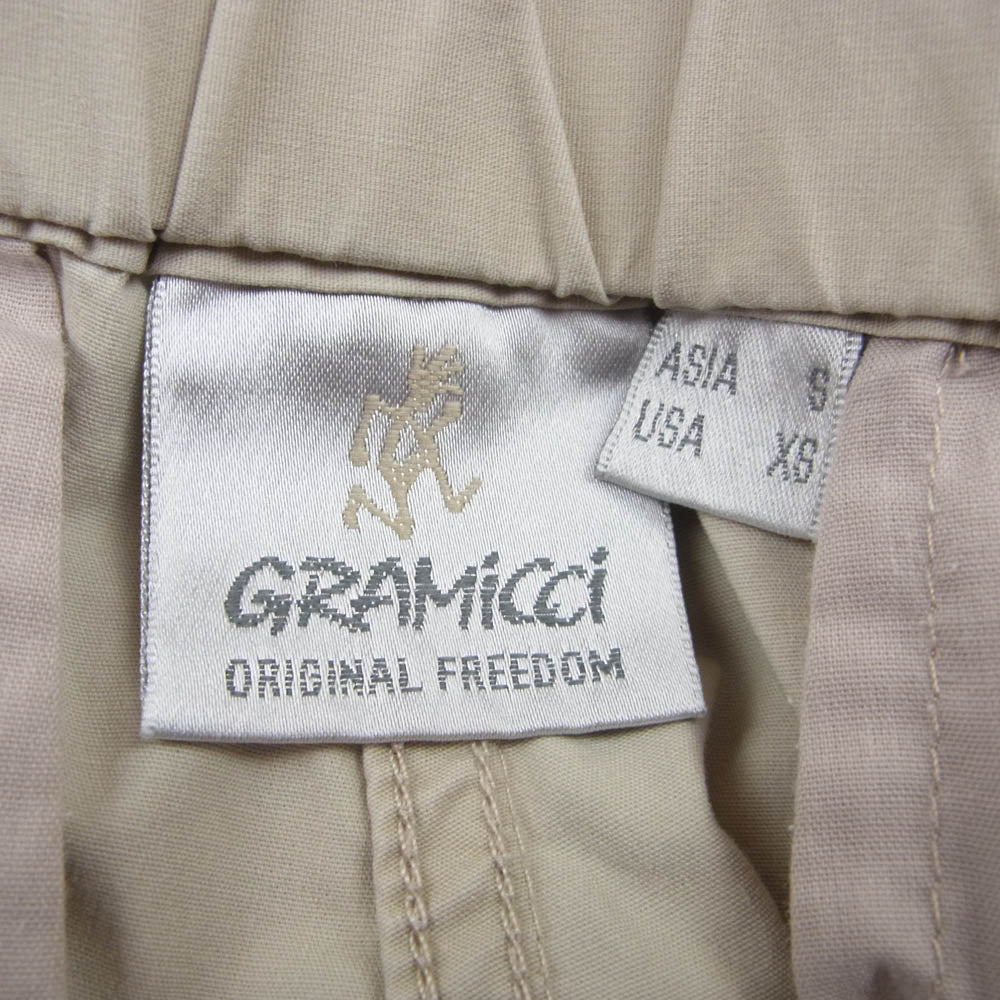 GRAMiCCi
ORIGINAL FREEDOM
ASIA S
USA XS